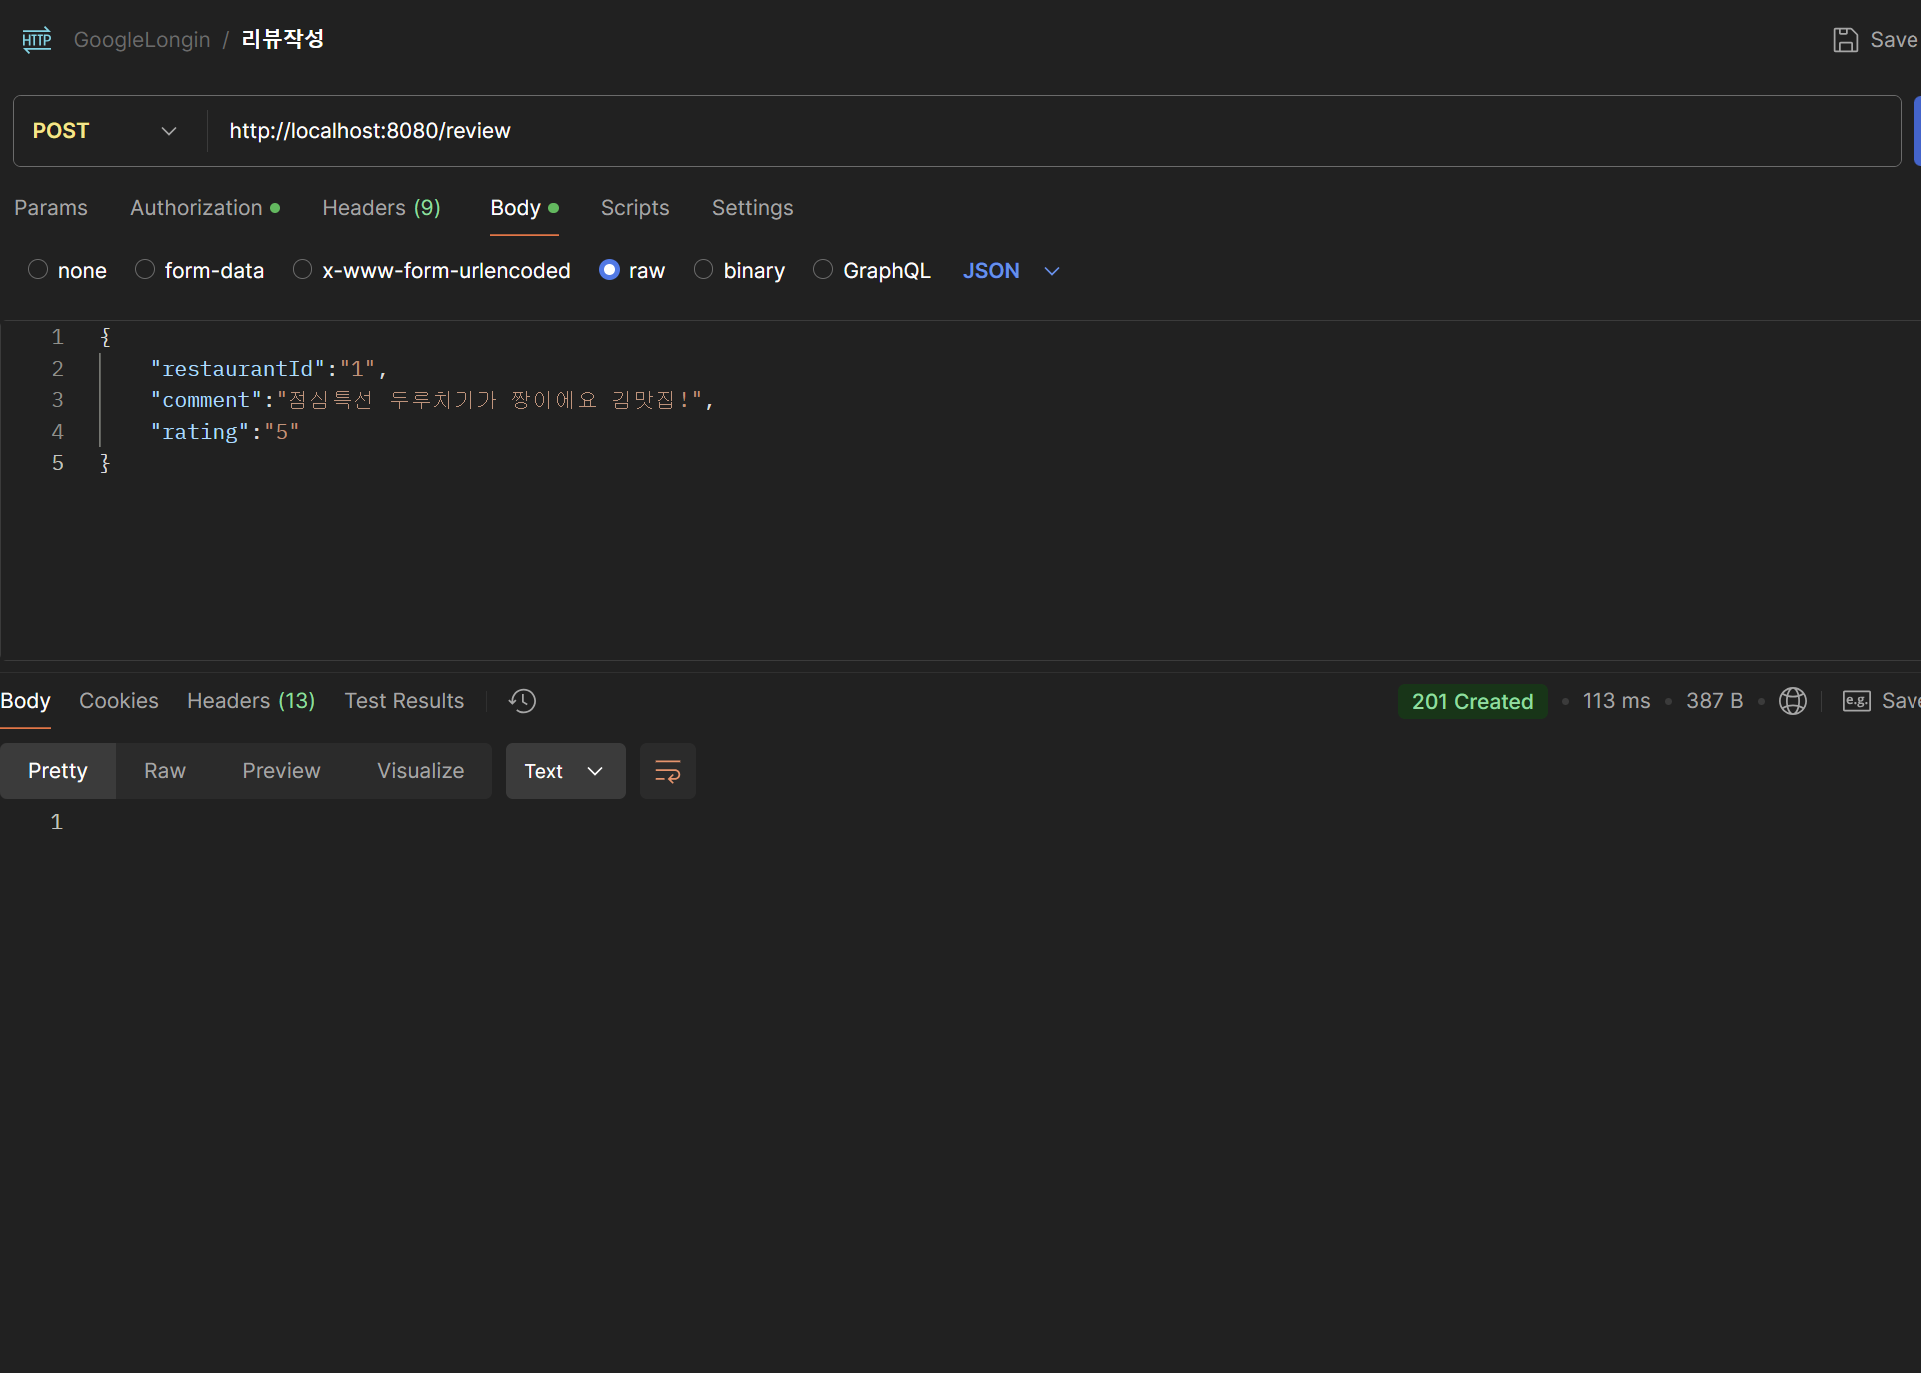 HTTP GoogleLongin / 리뷰작성 Save
POST http://localhost:8080/review
Params Authorization Headers (9) Body Scripts Settings
none form-data x-www-form-urlencoded raw binary GraphQL JSON
1 {
2 "restaurantId":"1",
3 "comment":"점심특선 두루치기가 짱이에요 김맛집!",
4 "rating":"5"
5 }
Body Cookies Headers (13) Test Results 201 Created • 113 ms • 387 B • e.g. Save
Pretty Raw Preview Visualize Text
1